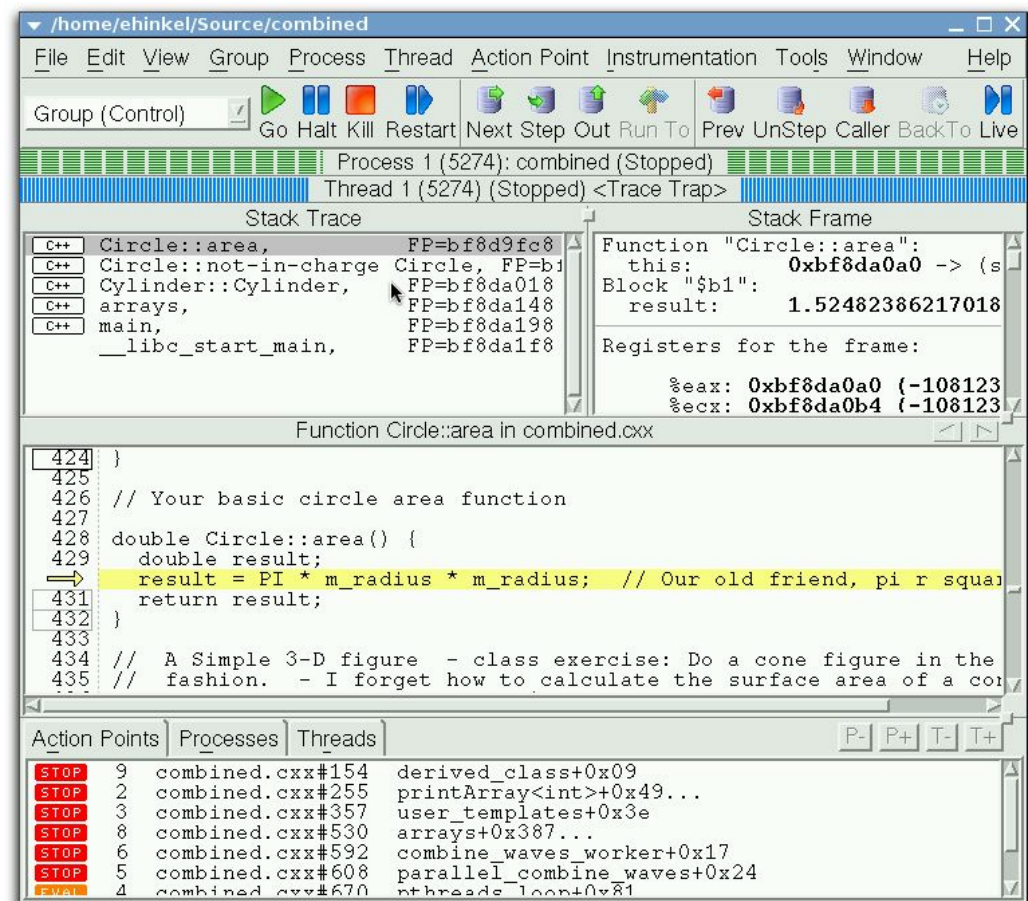 /home/ehinkel/Source/combined
File Edit View Group Process Thread Action Point Instrumentation Tools Window Help
Group (Control) Go Halt Kill Restart Next Step Out Run To Prev UnStep Caller BackTo Live
Process 1 (5274): combined (Stopped)
Thread 1 (5274) (Stopped) <Trace Trap>
Stack Trace
C++ Circle::area, FP=bf8d9fc8
C++ Circle::not-in-charge Circle, FP=b
C++ Cylinder::Cylinder, FP=bf8da018
C++ arrays, FP=bf8da148
C++ main, FP=bf8da198
__libc_start_main, FP=bf8da1f8
Stack Frame
Function "Circle::area":
this: 0xbf8da0a0 -> (s
Block "$b1":
result: 1.52482386217018
Registers for the frame:
%eax: 0xbf8da0a0 (-108123
%ecx: 0xbf8da0b4 (-108123
Function Circle::area in combined.cxx
424 }
425
426 // Your basic circle area function
427
428 double Circle::area() {
429 double result;
result = PI * m_radius * m_radius; // Our old friend, pi r squa
431 return result;
432 }
433
434 // A Simple 3-D figure - class exercise: Do a cone figure in the
435 // fashion. - I forget how to calculate the surface area of a co
Action Points Processes Threads P- P+ T- T+
STOP 9 combined.cxx#154 derived_class+0x09
STOP 2 combined.cxx#255 printArray<int>+0x49...
STOP 3 combined.cxx#357 user_templates+0x3e
STOP 8 combined.cxx#530 arrays+0x387...
STOP 6 combined.cxx#592 combine_waves_worker+0x17
STOP 5 combined.cxx#608 parallel_combine_waves+0x24
EVAL 4 combined.cxx#670 pthreads_loop+0x81